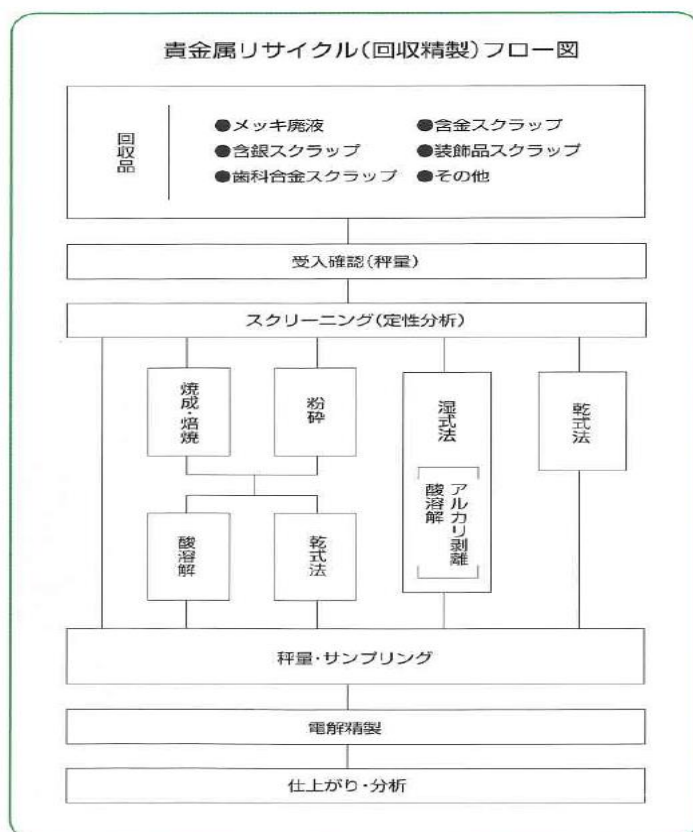 貴金属リサイクル(回収精製)フロー図
回収品
●メッキ廃液
●含金スクラップ
●含銀スクラップ
●装飾品スクラップ
●歯科合金スクラップ
●その他
受入確認(秤量)
スクリーニング(定性分析)
焼成・焙焼
粉砕
湿式法
アルカリ剥離
酸溶解
乾式法
酸溶解
乾式法
秤量・サンプリング
電解精製
仕上がり・分析